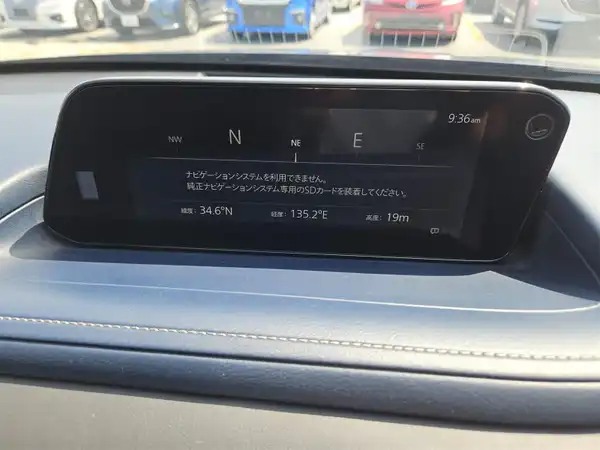 9:36am
NW N NE E SE
ナビゲーションシステムを利用できません。
純正ナビゲーションシステム専用のSDカードを装着してください。
緯度: 34.6°N 経度: 135.2°E 高度: 19m